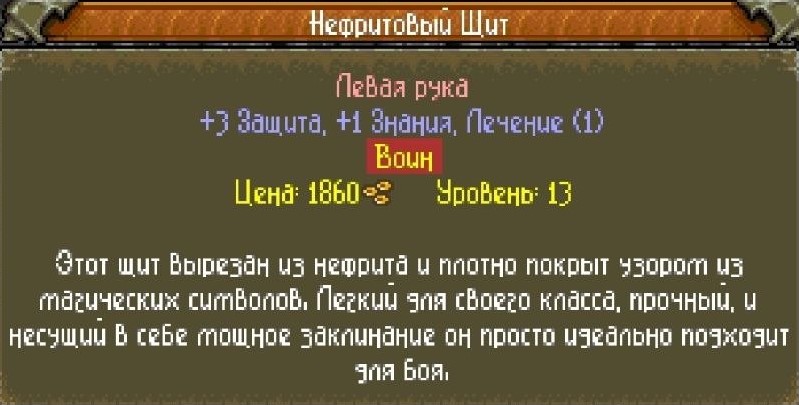 Нефритовый Щит
Левая рука
+3 Защита, +1 Знания, Лечение (1)
Воин
Цена: 1860 Уровень: 13
Этот щит вырезан из нефрита и плотно покрыт узором из
магических символов. Легкий для своего класса, прочный, и
несущий в себе мощное заклинание он просто идеально подходит
для боя.